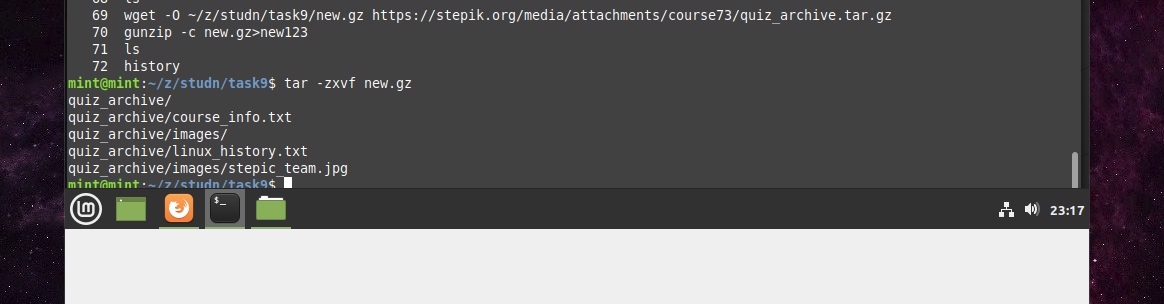 68 ls
69 wget -O ~/z/studn/task9/new.gz https://stepik.org/media/attachments/course73/quiz_archive.tar.gz
70 gunzip -c new.gz>new123
71 ls
72 history
mint@mint:~/z/studn/task9$ tar -zxvf new.gz
quiz_archive/
quiz_archive/course_info.txt
quiz_archive/images/
quiz_archive/linux_history.txt
quiz_archive/images/stepic_team.jpg
mint@mint:~/z/studn/task9$
$_
23:17